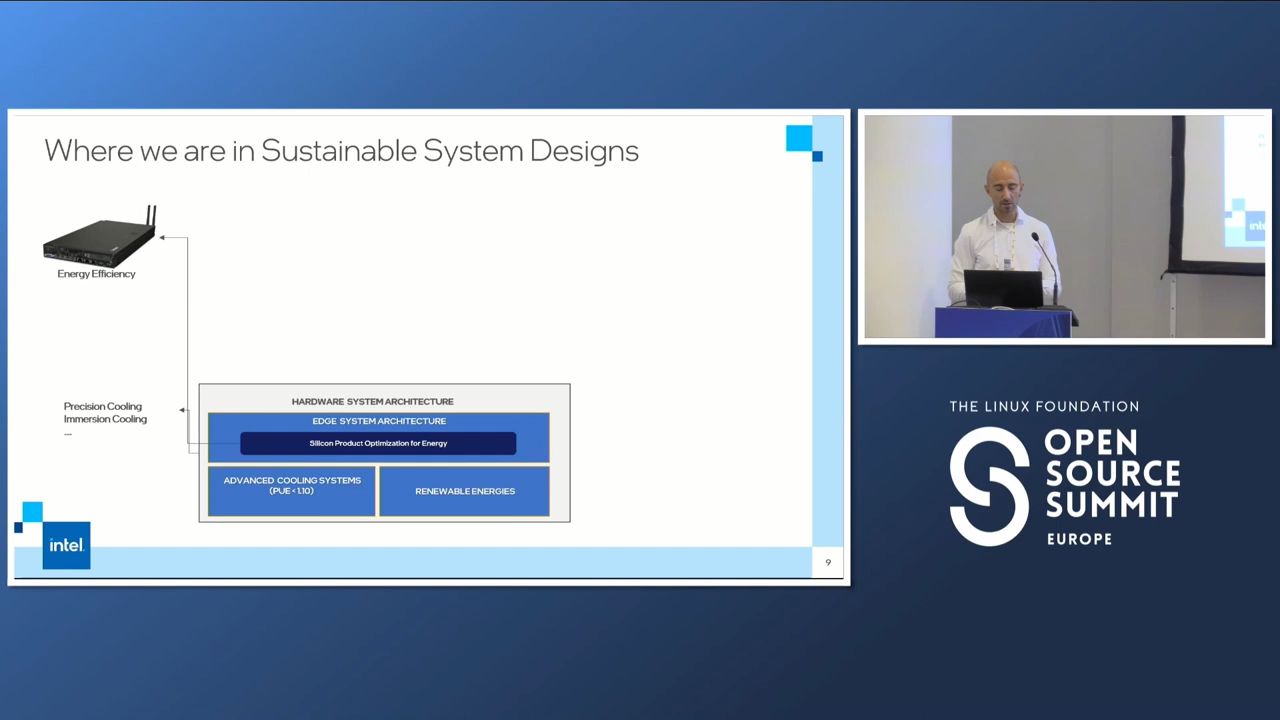 Where we are in Sustainable System Designs
Energy Efficiency
Precision Cooling
Immersion Cooling
HARDWARE SYSTEM ARCHITECTURE
EDGE SYSTEM ARCHITECTURE
Silicon Product Optimization for Energy
ADVANCED COOLING SYSTEMS
(PUE < 1.10)
RENEWABLE ENERGIES
intel.
9
THE LINUX FOUNDATION
OPEN
SOURCE
SUMMIT
EUROPE